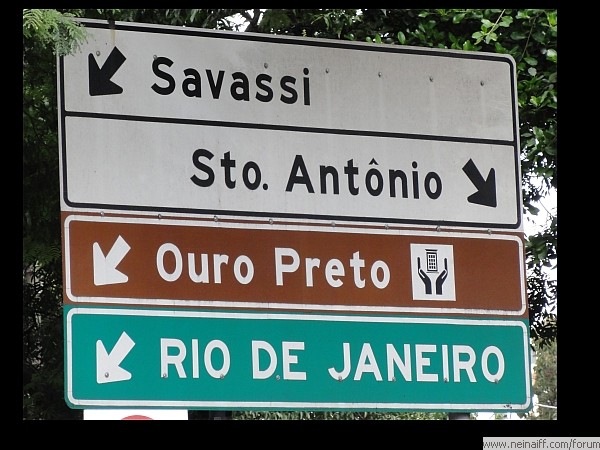 Savassi
Sto. Antônio
Ouro Preto
RIO DE JANEIRO
www.neinaiff.com/forum